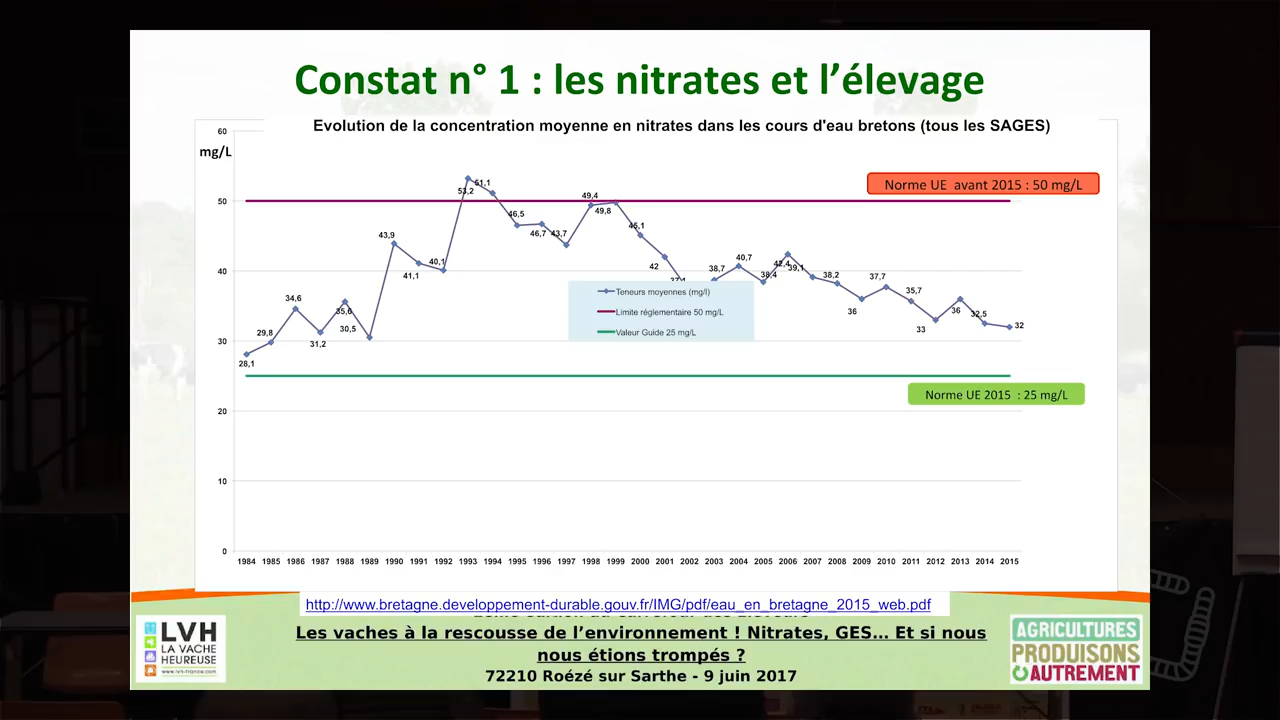 Constat n° 1 : les nitrates et l'élevage
Evolution de la concentration moyenne en nitrates dans les cours d'eau bretons (tous les SAGES)
mg/L
60
50
40
30
20
10
0
Norme UE avant 2015 : 50 mg/L
28,1
29,8
34,6
31,2
35,6
30,5
43,9
41,1
40,1
53,2
51,1
46,5
46,7
43,7
49,4
49,8
45,1
42
38,7
40,7
38,4
42,4
39,1
38,2
36
37,7
35,7
33
36
32,5
32
Teneurs moyennes (mg/l)
Limite réglementaire 50 mg/L
Valeur Guide 25 mg/L
Norme UE 2015 : 25 mg/L
1984 1985 1986 1987 1988 1989 1990 1991 1992 1993 1994 1995 1996 1997 1998 1999 2000 2001 2002 2003 2004 2005 2006 2007 2008 2009 2010 2011 2012 2013 2014 2015
http://www.bretagne.developpement-durable.gouv.fr/IMG/pdf/eau_en_bretagne_2015_web.pdf
Les vaches à la rescousse de l'environnement ! Nitrates, GES... Et si nous
nous étions trompés ?
72210 Roézé sur Sarthe - 9 juin 2017
LVH
LA VACHE
HEUREUSE
www.lvh-france.com
AGRICULTURES
PRODUISONS
AUTREMENT